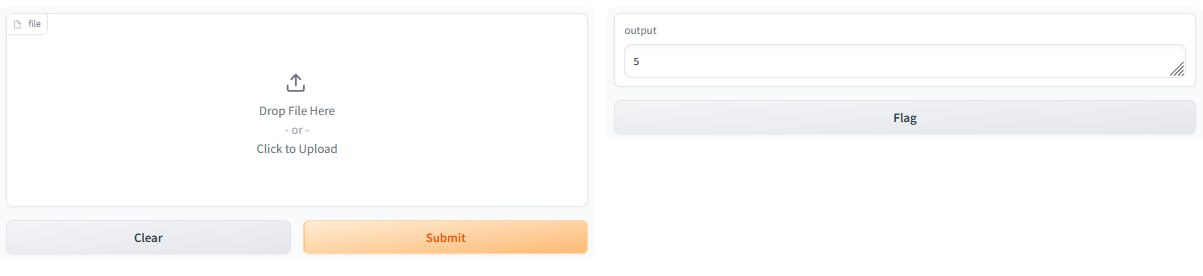 file
Drop File Here
- or -
Click to Upload
Clear
Submit
output
5
Flag